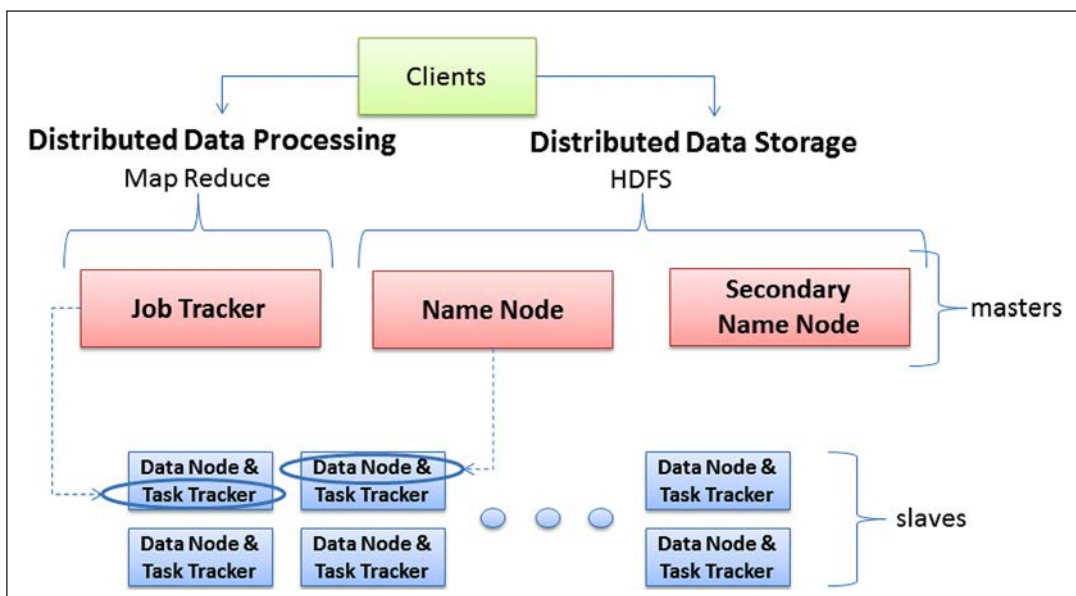 Clients
Distributed Data Processing
Map Reduce
Distributed Data Storage
HDFS
Job Tracker
Name Node
Secondary
Name Node
masters
Data Node &
Task Tracker
Data Node &
Task Tracker
Data Node &
Task Tracker
Data Node &
Task Tracker
Data Node &
Task Tracker
Data Node &
Task Tracker
slaves